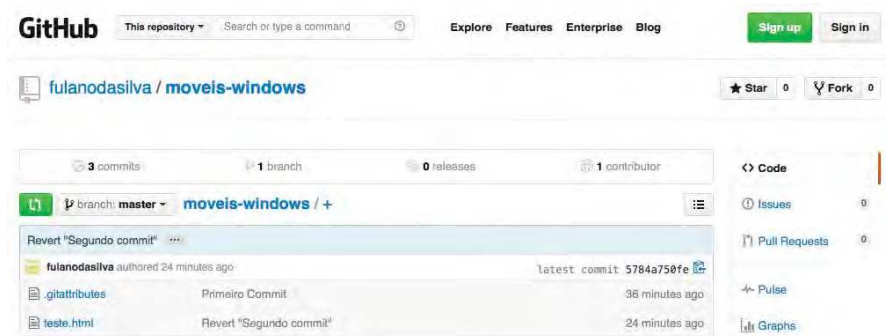 GitHub This repository Search or type a command Explore Features Enterprise Blog Sign up Sign in
fulanodasilva / moveis-windows Star 0 Fork 0
3 commits 1 branch 0 releases 1 contributor <> Code
branch: master moveis-windows / + Issues 0
Revert "Segundo commit" ... Pull Requests 0
fulanodasilva authored 24 minutes ago latest commit 5784a750fe
.gitattributes Primeiro Commit 36 minutes ago Pulse
teste.html Revert "Segundo commit" 24 minutes ago Graphs